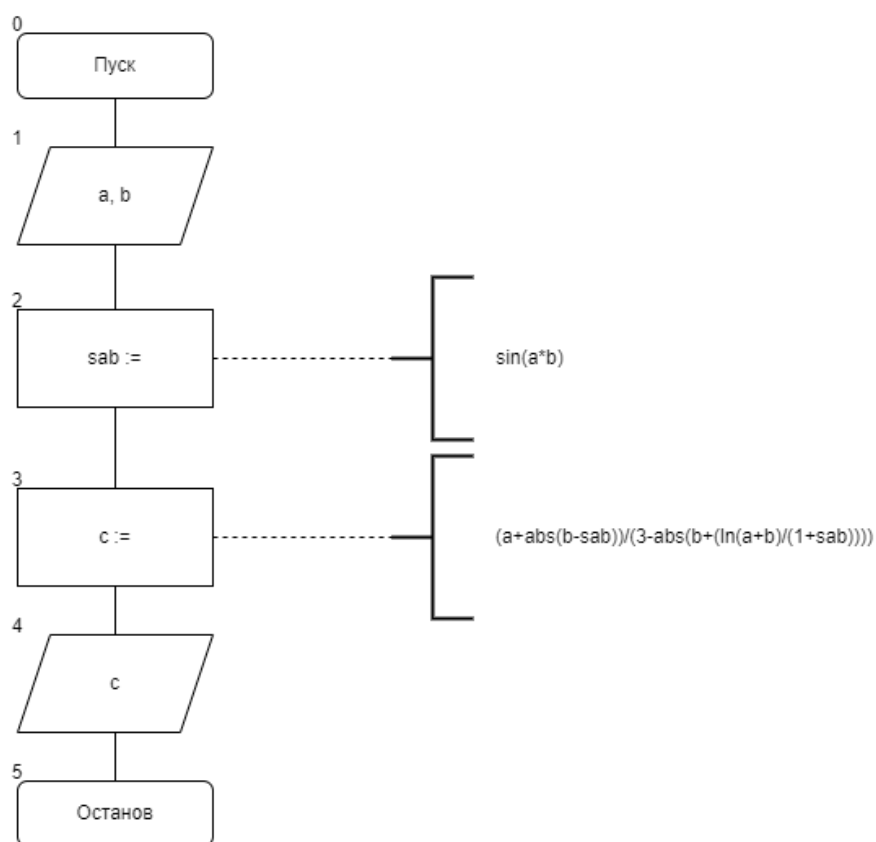 0
Пуск
1
a, b
2
sab :=
sin(a*b)
3
c :=
(a+abs(b-sab))/(3-abs(b+(ln(a+b)/(1+sab))))
4
c
5
Останов